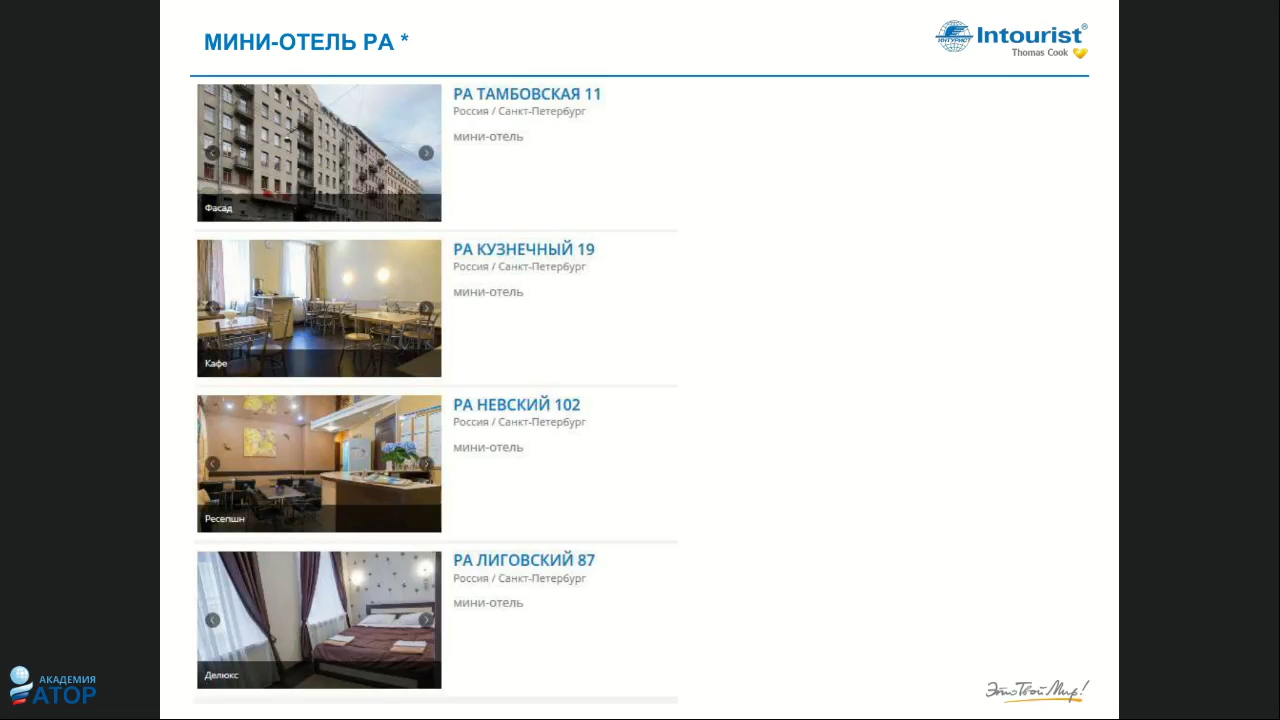 МИНИ-ОТЕЛЬ РА *
ИНТУРИСТ
Intourist®
Thomas Cook
РА ТАМБОВСКАЯ 11
Россия / Санкт-Петербург
мини-отель
Фасад
РА КУЗНЕЧНЫЙ 19
Россия / Санкт-Петербург
мини-отель
Кафе
РА НЕВСКИЙ 102
Россия / Санкт-Петербург
мини-отель
Ресепшн
РА ЛИГОВСКИЙ 87
Россия / Санкт-Петербург
мини-отель
Делюкс
АКАДЕМИЯ
АТОР
Это Твой Мир!